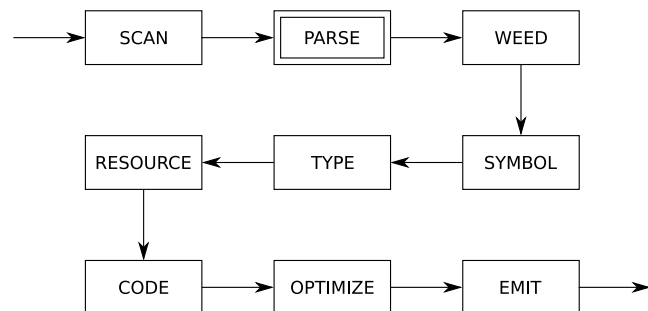 SCAN
PARSE
WEED
RESOURCE
TYPE
SYMBOL
CODE
OPTIMIZE
EMIT